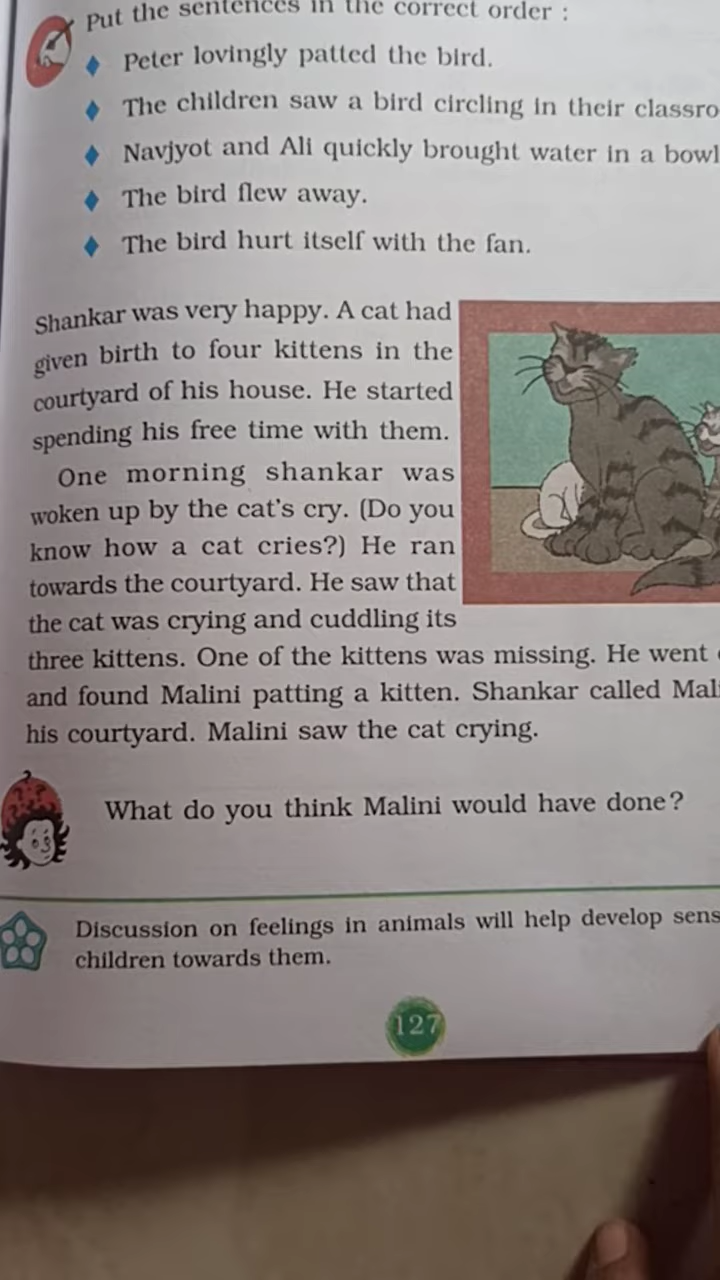 Put the sentences in the correct order :
Peter lovingly patted the bird.
The children saw a bird circling in their
Navjyot and Ali quickly brought water in a bowl
The bird flew away.
The bird hurt itself with the fan.
Shankar was very happy. A cat had
given birth to four kittens in the
courtyard of his house. He started
spending his free time with them.
One morning shankar was
woken up by the cat's cry. (Do you
know how a cat cries?) He ran
towards the courtyard. He saw that
the cat was crying and cuddling its
three kittens. One of the kittens was missing. He went
and found Malini patting a kitten. Shankar called
his courtyard. Malini saw the cat crying.
What do you think Malini would have done?
Discussion on feelings in animals will help develop
children towards them.
127